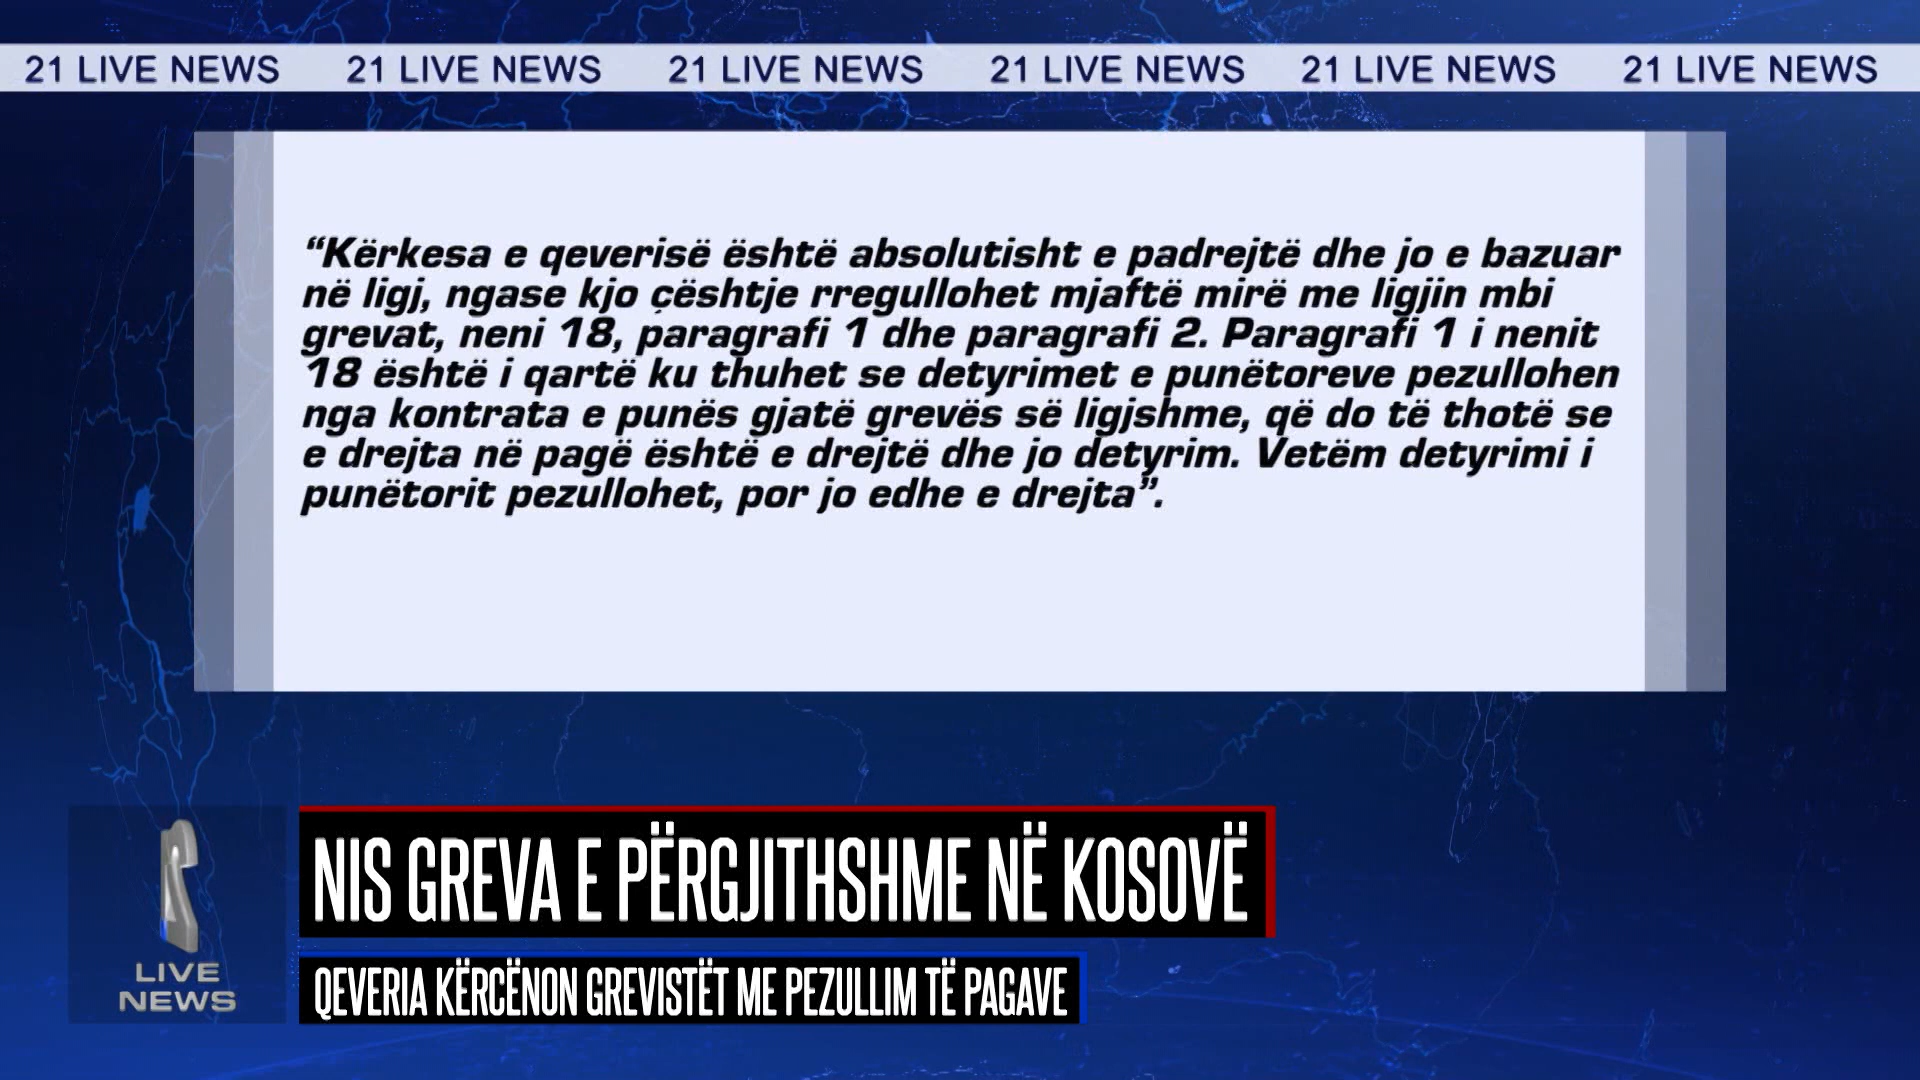 21 LIVE NEWS 21 LIVE NEWS 21 LIVE NEWS 21 LIVE NEWS 21 LIVE NEWS 21 LIVE NEWS
“Kërkesa e qeverisë është absolutisht e padrejtë dhe jo e bazuar
në ligj, ngase kjo çështje rregullohet mjaftë mirë me ligjin mbi
grevat, neni 18, paragrafi 1 dhe paragrafi 2. Paragrafi 1 i nenit
18 është i qartë ku thuhet se detyrimet e punëtoreve pezullohen
nga kontrata e punës gjatë grevës së ligjshme, që do të thotë se
e drejta në pagë është e drejtë dhe jo detyrim. Vetëm detyrimi i
punëtorit pezullohet, por jo edhe e drejta”.
NIS GREVA E PËRGJITHSHME NË KOSOVË
QEVERIA KËRCËNON GREVISTËT ME PEZULLIM TË PAGAVE
LIVE
NEWS